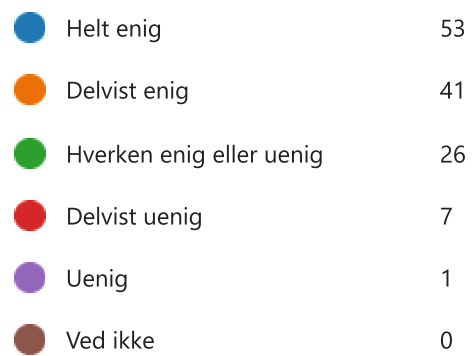 Helt enig 53
Delvist enig 41
Hverken enig eller uenig 26
Delvist uenig 7
Uenig 1
Ved ikke 0